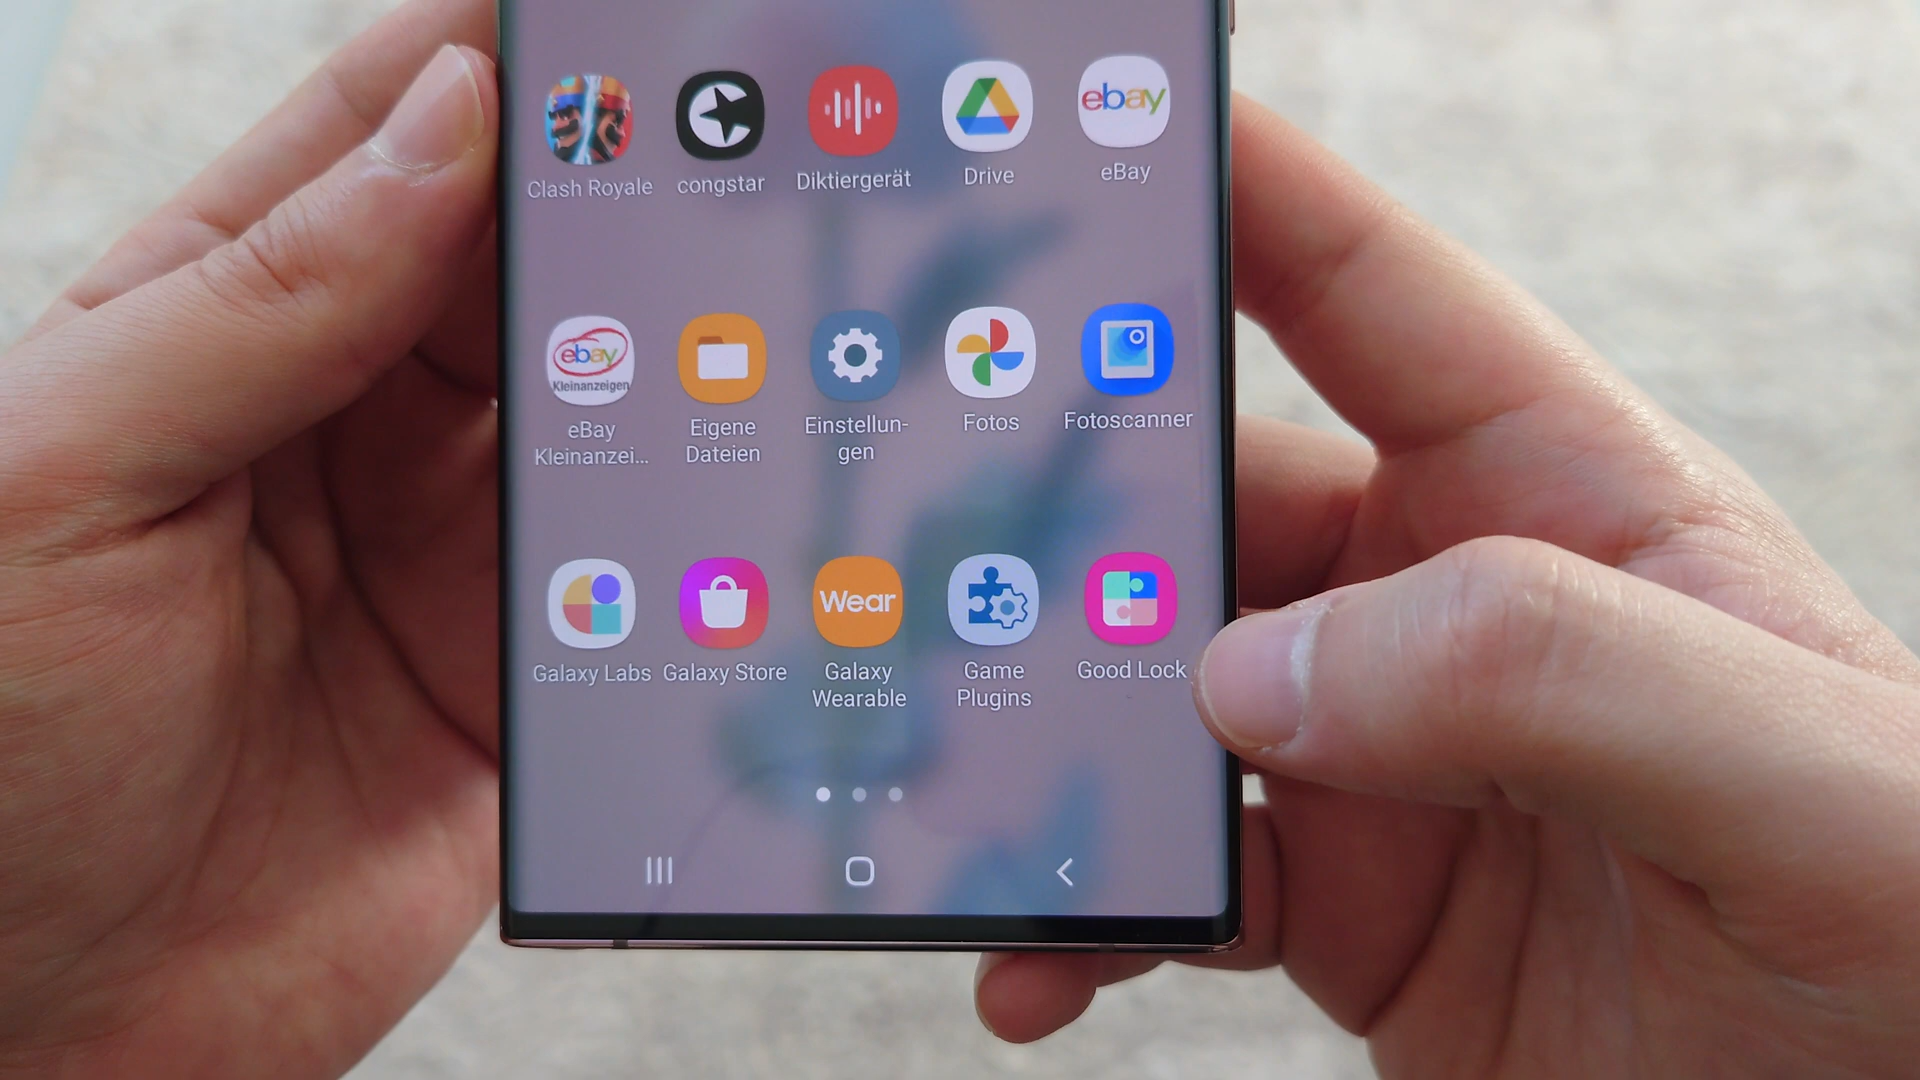 ebay
Clash Royale
congstar
Diktiergerät
Drive
eBay
ebay
Kleinanzeigen
eBay
Kleinanzei...
Eigene
Dateien
Einstellun-
gen
Fotos
Fotoscanner
Wear
Galaxy Labs
Galaxy Store
Galaxy
Wearable
Game
Plugins
Good Lock